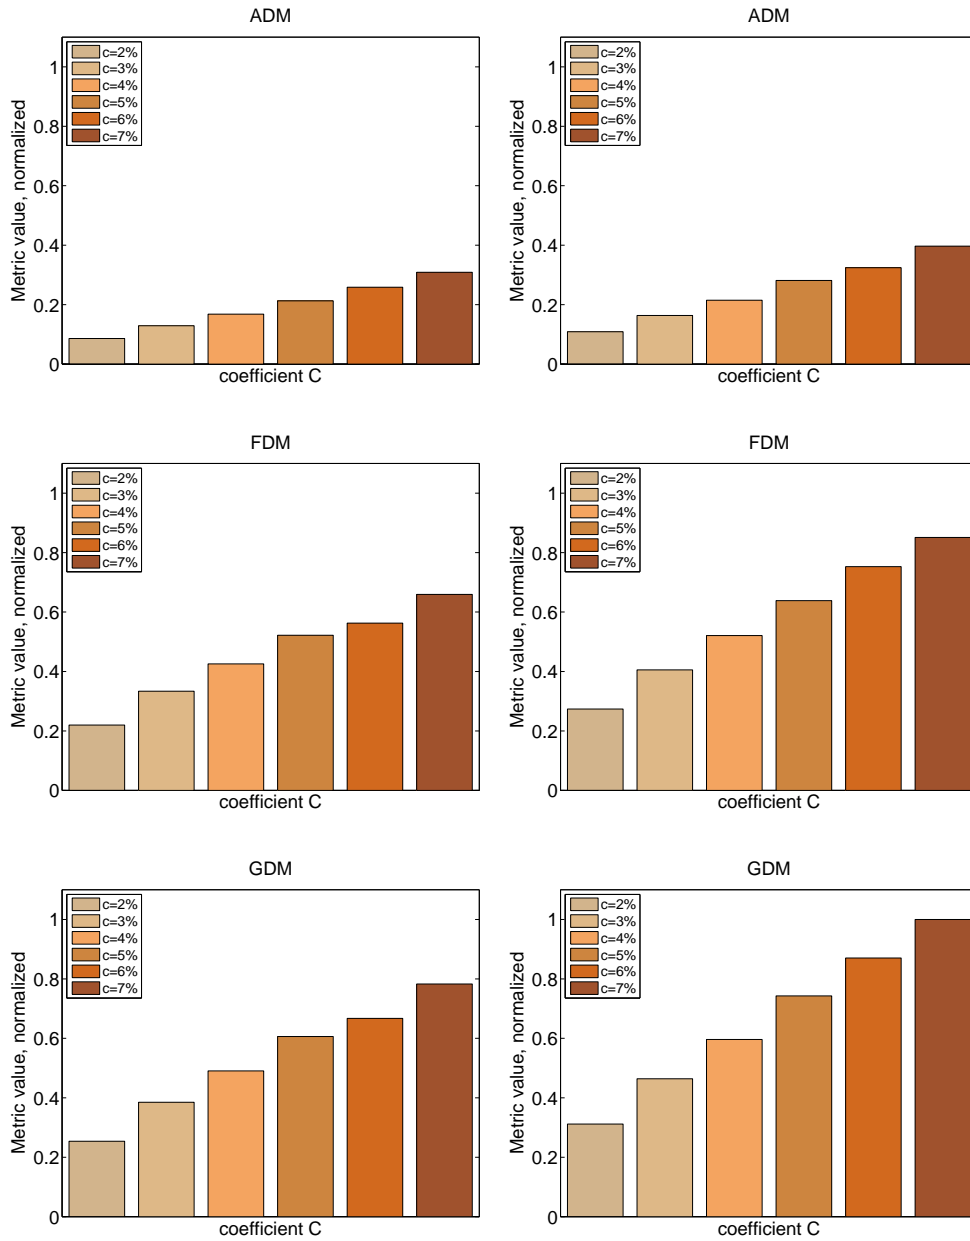 ADM
c=2%
c=3%
c=4%
c=5%
c=6%
c=7%
1
0.8
0.6
0.4
0.2
0
Metric value, normalized
coefficient C
ADM
c=2%
c=3%
c=4%
c=5%
c=6%
c=7%
1
0.8
0.6
0.4
0.2
0
Metric value, normalized
coefficient C
FDM
c=2%
c=3%
c=4%
c=5%
c=6%
c=7%
1
0.8
0.6
0.4
0.2
0
Metric value, normalized
coefficient C
FDM
c=2%
c=3%
c=4%
c=5%
c=6%
c=7%
1
0.8
0.6
0.4
0.2
0
Metric value, normalized
coefficient C
GDM
c=2%
c=3%
c=4%
c=5%
c=6%
c=7%
1
0.8
0.6
0.4
0.2
0
Metric value, normalized
coefficient C
GDM
c=2%
c=3%
c=4%
c=5%
c=6%
c=7%
1
0.8
0.6
0.4
0.2
0
Metric value, normalized
coefficient C